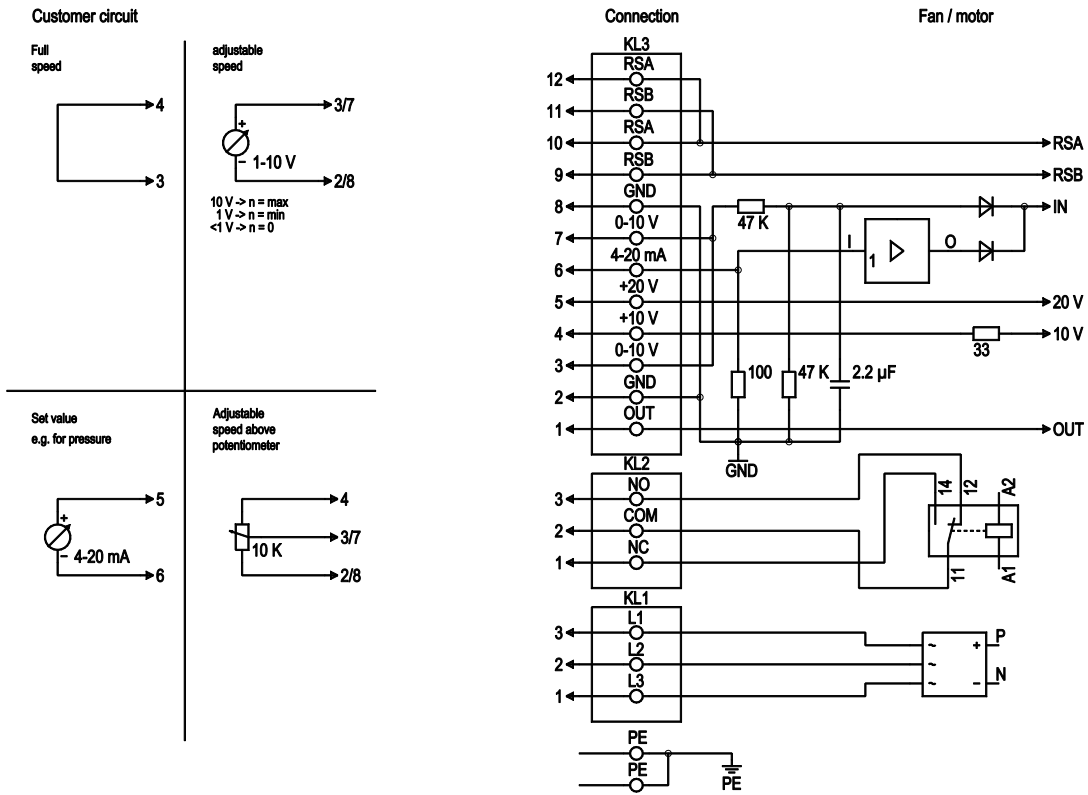 Customer circuit
Connection
Fan / motor
Full
speed
4
3
adjustable
speed
3/7
+
1-10 V
−
2/8
10 V -> n = max
1 V -> n = min
<1 V -> n = 0
Set value
e.g. for pressure
5
+
4-20 mA
−
6
Adjustable
speed above
potentiometer
4
3/7
10 K
2/8
KL3
RSA
12
RSB
11
RSA
10
RSA
RSB
9
RSB
GND
8
IN
0-10 V
47 K
7
I
1
O
4-20 mA
6
+20 V
5
20 V
+10 V
4
10 V
33
0-10 V
3
100
47 K
2.2 µF
GND
2
OUT
1
OUT
GND
KL2
NO
3
14
12
A2
COM
2
NC
1
11
A1
KL1
L1
3
~
+
P
L2
2
~
L3
1
~
−
N
PE
PE
PE